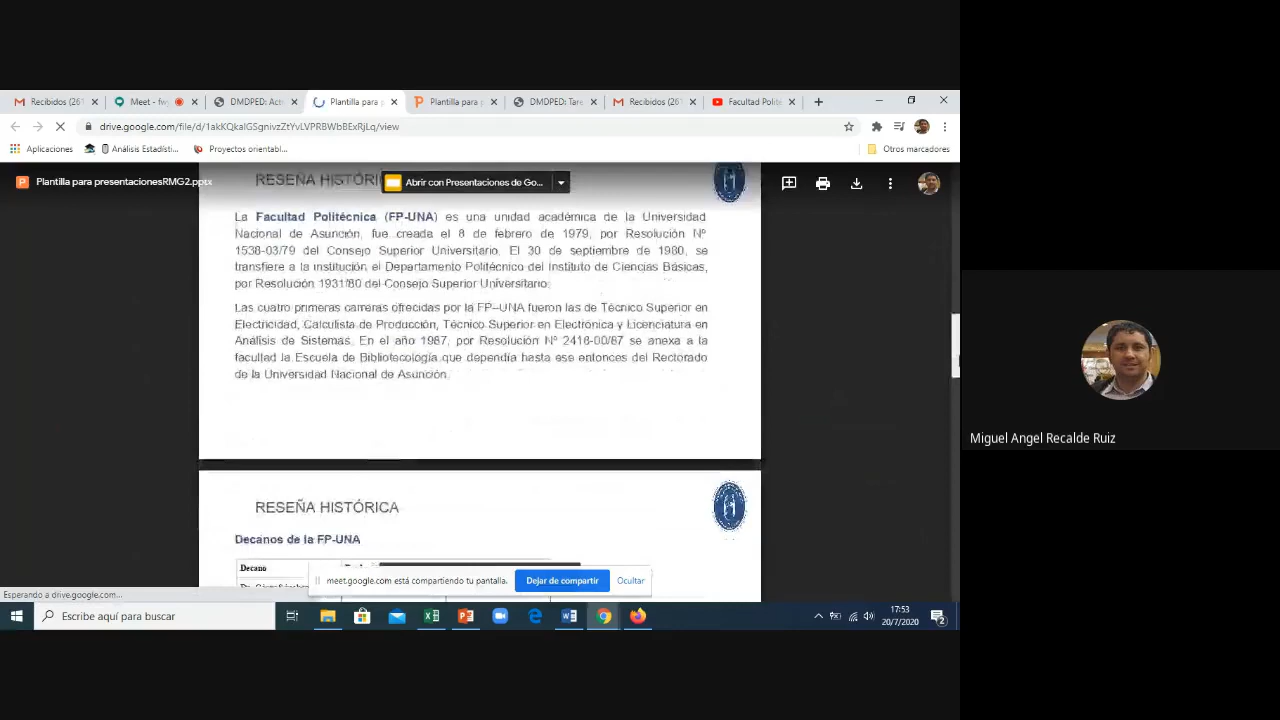 Recibidos (26
Meet - fw
DMDPED: Act
Plantilla para p
Plantilla para p
DMDPED: Tare
Recibidos (26
Facultad Polité
drive.google.com/file/d/1akKQkaIGSgnivzZtYvLVPRBWbBExRjLq/view
Aplicaciones
Análisis Estadísti...
Proyectos orientabl...
Otros marcadores
Plantilla para presentacionesRMG2.pptx
Abrir con Presentaciones de Go...
RESEÑA HISTÓRI
La Facultad Politécnica (FP-UNA) es una unidad académica de la Universidad
Nacional de Asunción, fue creada el 8 de febrero de 1979, por Resolución Nº
1538-03/79 del Consejo Superior Universitario. El 30 de septiembre de 1980, se
transfiere a la institución el Departamento Politécnico del Instituto de Ciencias Básicas,
por Resolución 1931/80 del Consejo Superior Universitario.
Las cuatro primeras carreras ofrecidas por la FP–UNA fueron las de Técnico Superior en
Electricidad, Calculista de Producción, Técnico Superior en Electrónica y Licenciatura en
Análisis de Sistemas. En el año 1987, por Resolución Nº 2416-00/87 se anexa a la
facultad la Escuela de Bibliotecología que dependía hasta ese entonces del Rectorado
de la Universidad Nacional de Asunción.
RESEÑA HISTÓRICA
Decanos de la FP-UNA
Decano
meet.google.com está compartiendo tu pantalla.
Dejar de compartir
Ocultar
Esperando a drive.google.com...
Escribe aquí para buscar
17:53
20/7/2020
2
Miguel Angel Recalde Ruiz